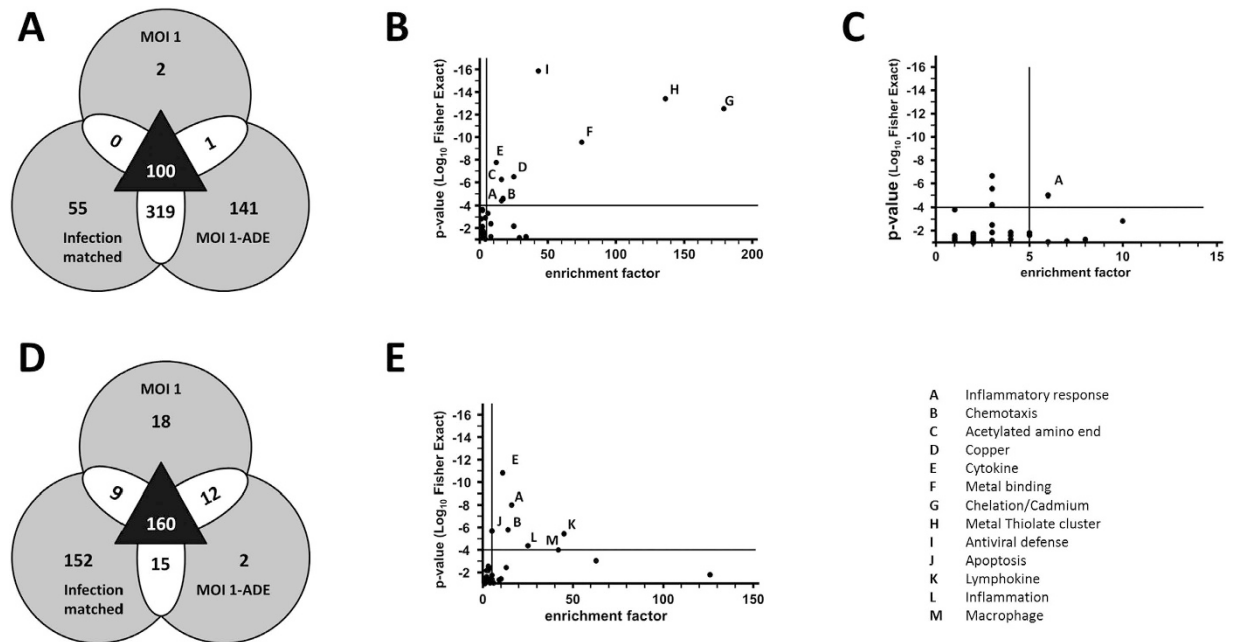 A
MOI 1
2
0
1
100
55
319
141
Infection
matched
MOI 1-ADE
B
p-value (Log10 Fisher Exact)
-16
-14
-12
-10
-8
-6
-4
-2
I
H
G
F
E
D
C
A
B
0
50
100
150
200
enrichment factor
C
p-value (Log10 Fisher Exact)
-16
-14
-12
-10
-8
-6
-4
-2
A
0
5
10
15
enrichment factor
D
MOI 1
18
9
12
160
152
15
2
Infection
matched
MOI 1-ADE
E
p-value (Log10 Fisher Exact)
-16
-14
-12
-10
-8
-6
-4
-2
E
A
J
B
K
L
M
0
50
100
150
enrichment factor
A Inflammatory response
B Chemotaxis
C Acetylated amino end
D Copper
E Cytokine
F Metal binding
G Chelation/Cadmium
H Metal Thiolate cluster
I Antiviral defense
J Apoptosis
K Lymphokine
L Inflammation
M Macrophage